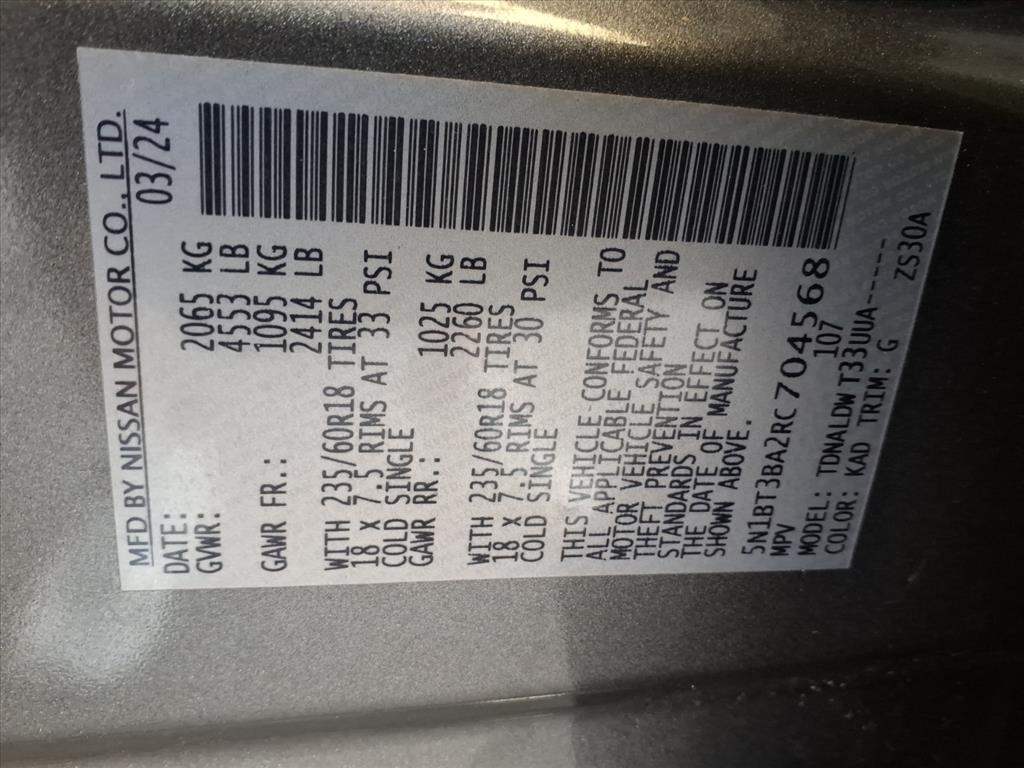 MFD BY NISSAN MOTOR CO., LTD.
DATE: 03/24
GVWR: 2065 KG
4553 LB
GAWR FR.: 1095 KG
2414 LB
WITH 235/60R18 TIRES
18 X 7.5 RIMS AT 33 PSI
COLD SINGLE
GAWR RR.: 1025 KG
2260 LB
WITH 235/60R18 TIRES
18 X 7.5 RIMS AT 30 PSI
COLD SINGLE
THIS VEHICLE CONFORMS TO
ALL APPLICABLE FEDERAL
MOTOR VEHICLE SAFETY AND
THEFT PREVENTION
STANDARDS IN EFFECT ON
THE DATE OF MANUFACTURE
SHOWN ABOVE.
5N1BT3BA2RC704568
MPV 107
MODEL: TDNALDWT33UUA-----
COLOR: KAD TRIM: G ZS30A